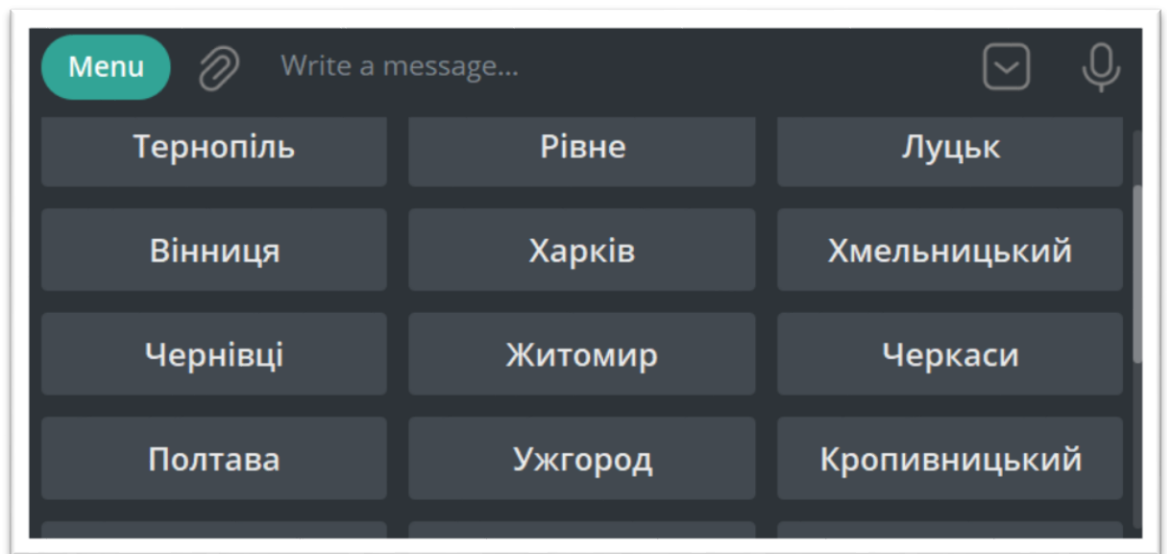 Menu Write a message...
Тернопіль Рівне Луцьк
Вінниця Харків Хмельницький
Чернівці Житомир Черкаси
Полтава Ужгород Кропивницький